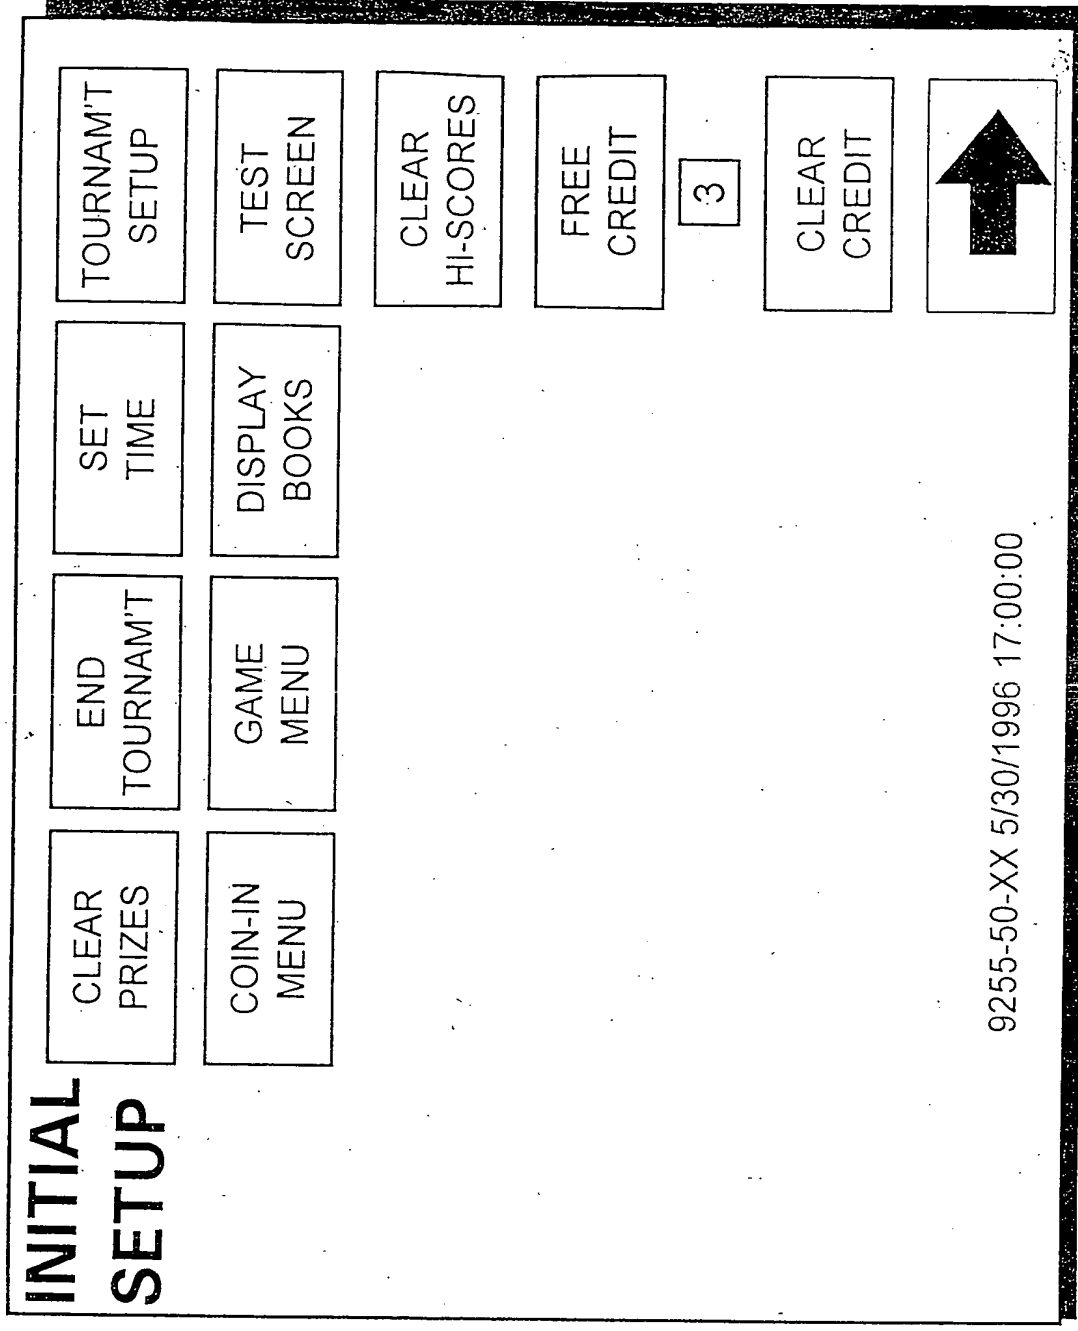 INITIAL
SETUP
CLEAR
PRIZES
END
TOURNAM'T
SET
TIME
TOURNAM'T
SETUP
COIN-IN
MENU
GAME
MENU
DISPLAY
BOOKS
TEST
SCREEN
CLEAR
HI-SCORES
FREE
CREDIT
3
CLEAR
CREDIT
9255-50-XX 5/30/1996 17:00:00